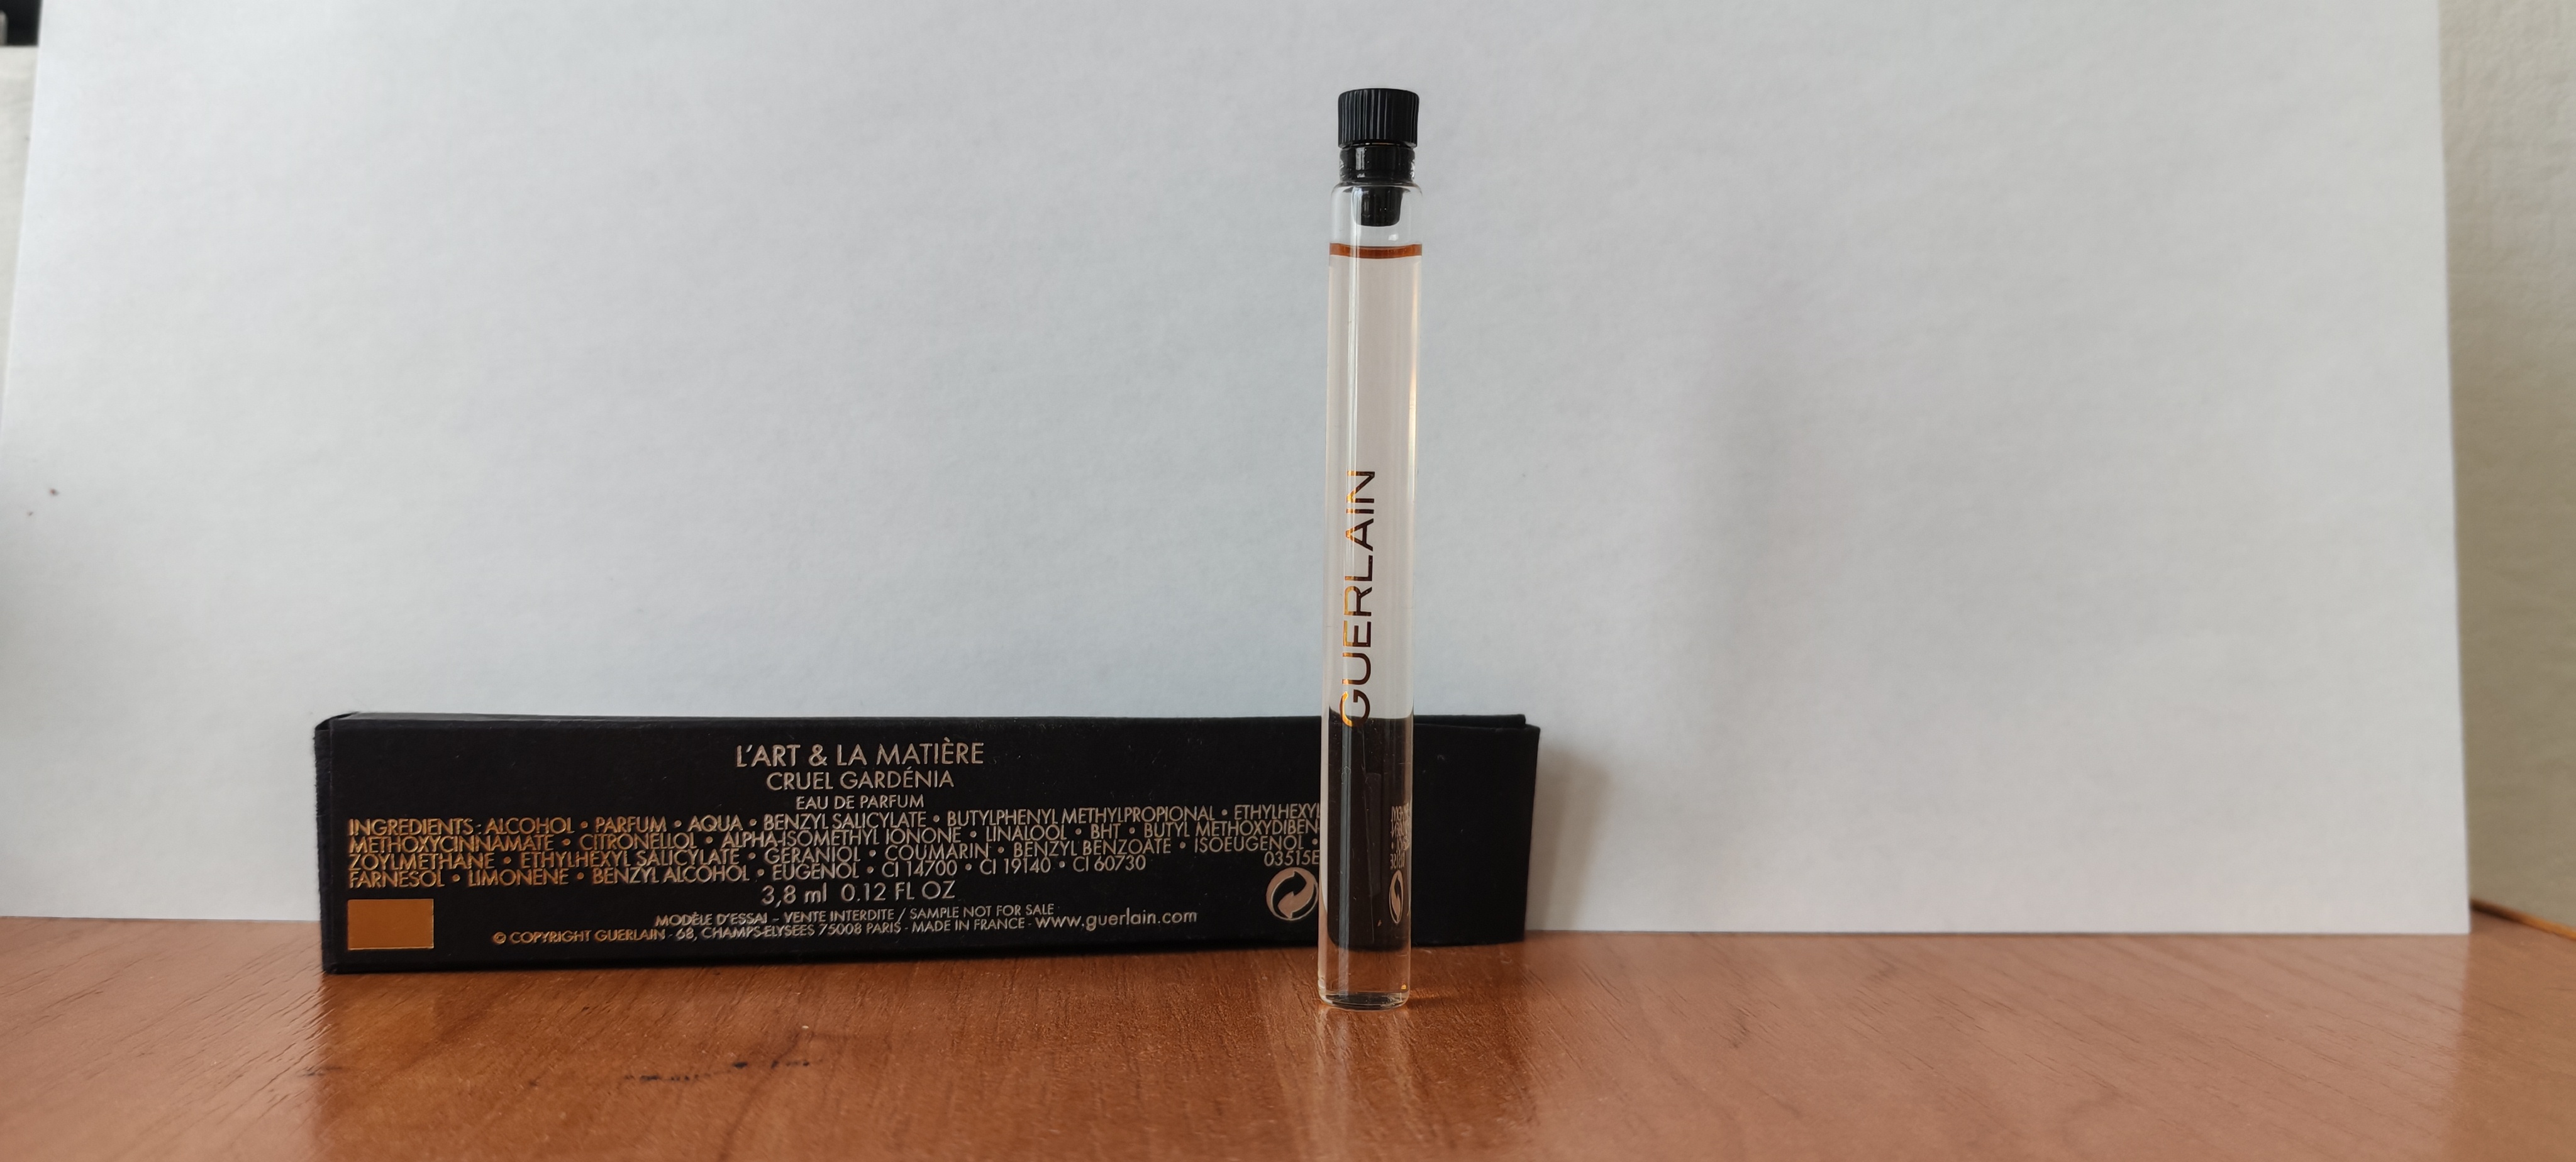 L'ART & LA MATIÈRE
CRUEL GARDÉNIA
EAU DE PARFUM
INGREDIENTS : ALCOHOL • PARFUM • AQUA • BENZYL SALICYLATE • BUTYLPHENYL METHYLPROPIONAL • ETHYLHEXYL
METHOXYCINNAMATE • CITRONELLOL • ALPHA-ISOMETHYL IONONE • LINALOOL • BHT • BUTYL METHOXYDIBEN-
ZOYLMETHANE • ETHYLHEXYL SALICYLATE • GERANIOL • COUMARIN • BENZYL BENZOATE • ISOEUGENOL •
FARNESOL • LIMONENE • BENZYL ALCOHOL • EUGENOL • CI 14700 • CI 19140 • CI 60730
03515E
3,8 ml 0.12 FL OZ
MODÈLE D'ESSAI - VENTE INTERDITE / SAMPLE NOT FOR SALE
© COPYRIGHT GUERLAIN - 68, CHAMPS-ELYSEES 75008 PARIS - MADE IN FRANCE - www.guerlain.com
GUERLAIN